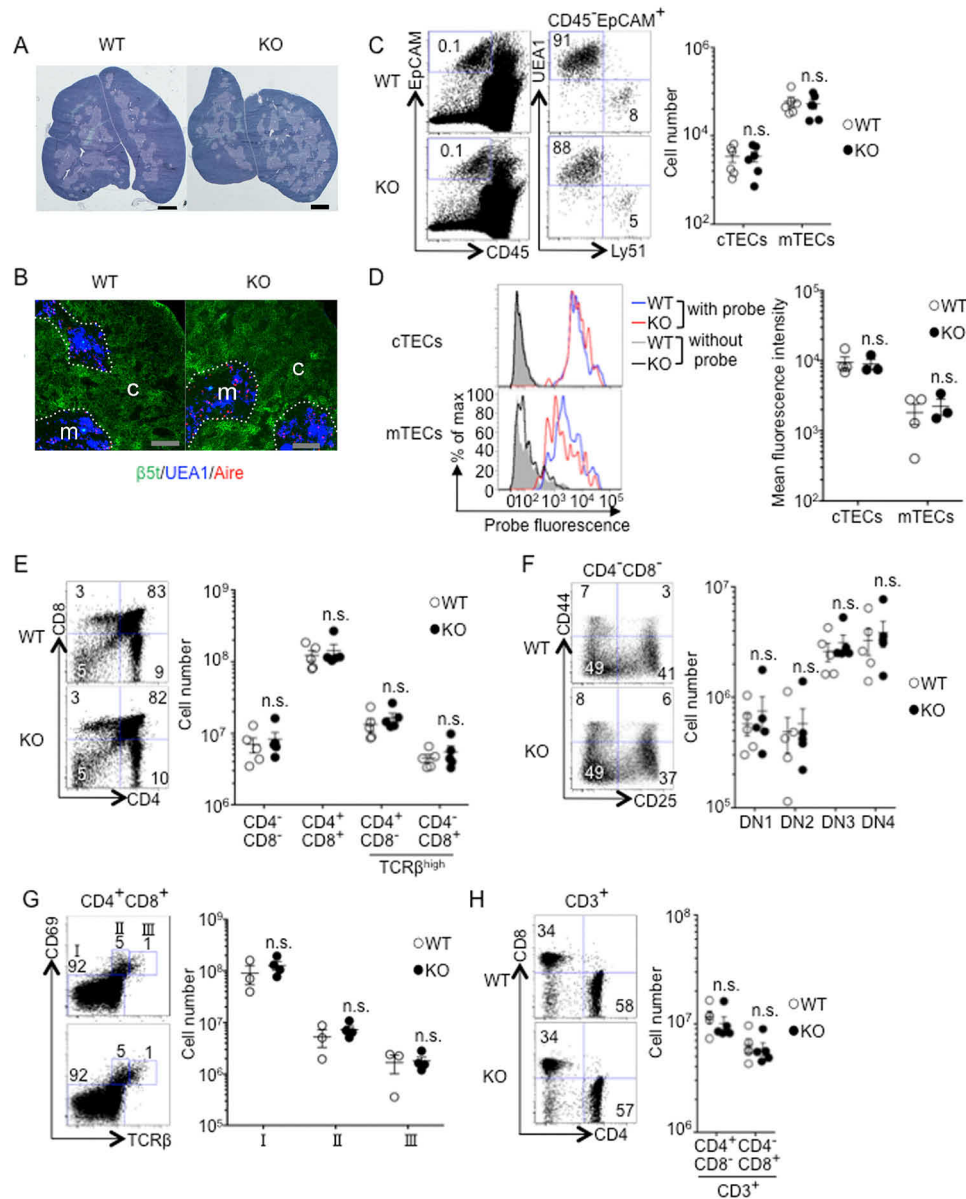 A
WT
KO
B
WT
KO
c
m
c
m
β5t/UEA1/Aire
C
CD45-EpCAM+
EpCAM
WT
0.1
KO
0.1
CD45
UEA1
91
8
88
5
Ly51
Cell number
10⁶
10⁴
10²
n.s.
n.s.
WT
KO
cTECs
mTECs
D
cTECs
mTECs
WT
KO
with probe
WT
KO
without
probe
% of max
100
80
60
40
20
0
0 10² 10³ 10⁴ 10⁵
Probe fluorescence
Mean fluorescence intensity
10⁵
10⁴
10³
10²
n.s.
n.s.
WT
KO
cTECs
mTECs
E
CD8
WT
3
83
5
9
KO
3
82
5
10
CD4
Cell number
10⁹
10⁸
10⁷
10⁶
n.s.
n.s.
n.s.
n.s.
WT
KO
CD4- CD4+ CD4+ CD4-
CD8- CD8+ CD8- CD8+
TCRβhigh
F
CD4-CD8-
CD44
WT
7
3
49
41
KO
8
6
49
37
CD25
Cell number
10⁷
10⁶
10⁵
n.s.
n.s.
n.s.
n.s.
WT
KO
DN1 DN2 DN3 DN4
G
CD4+CD8+
CD69
I
II
III
92
5
1
92
5
1
TCRβ
Cell number
10⁹
10⁸
10⁷
10⁶
10⁵
n.s.
n.s.
n.s.
WT
KO
I
II
III
H
CD3+
CD8
WT
34
58
KO
34
57
CD4
Cell number
10⁸
10⁷
10⁶
n.s.
n.s.
WT
KO
CD4+ CD4-
CD8- CD8+
CD3+